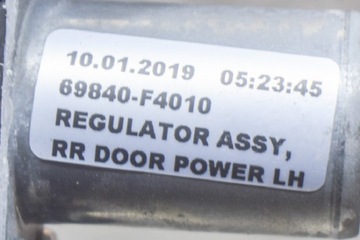 10.01.2019 05:23:45
69840-F4010
REGULATOR ASSY,
RR DOOR POWER LH